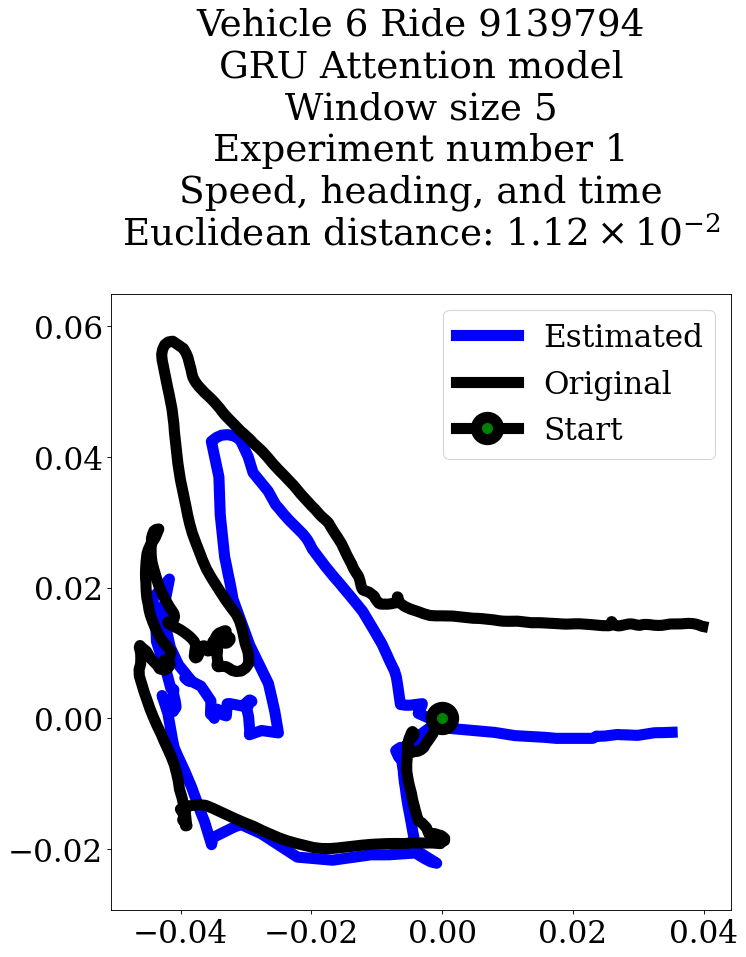 Vehicle 6 Ride 9139794
GRU Attention model
Window size 5
Experiment number 1
Speed, heading, and time
Euclidean distance: 1.12 × 10⁻²
Estimated
Original
Start
0.06
0.04
0.02
0.00
−0.02
−0.04 −0.02 0.00 0.02 0.04